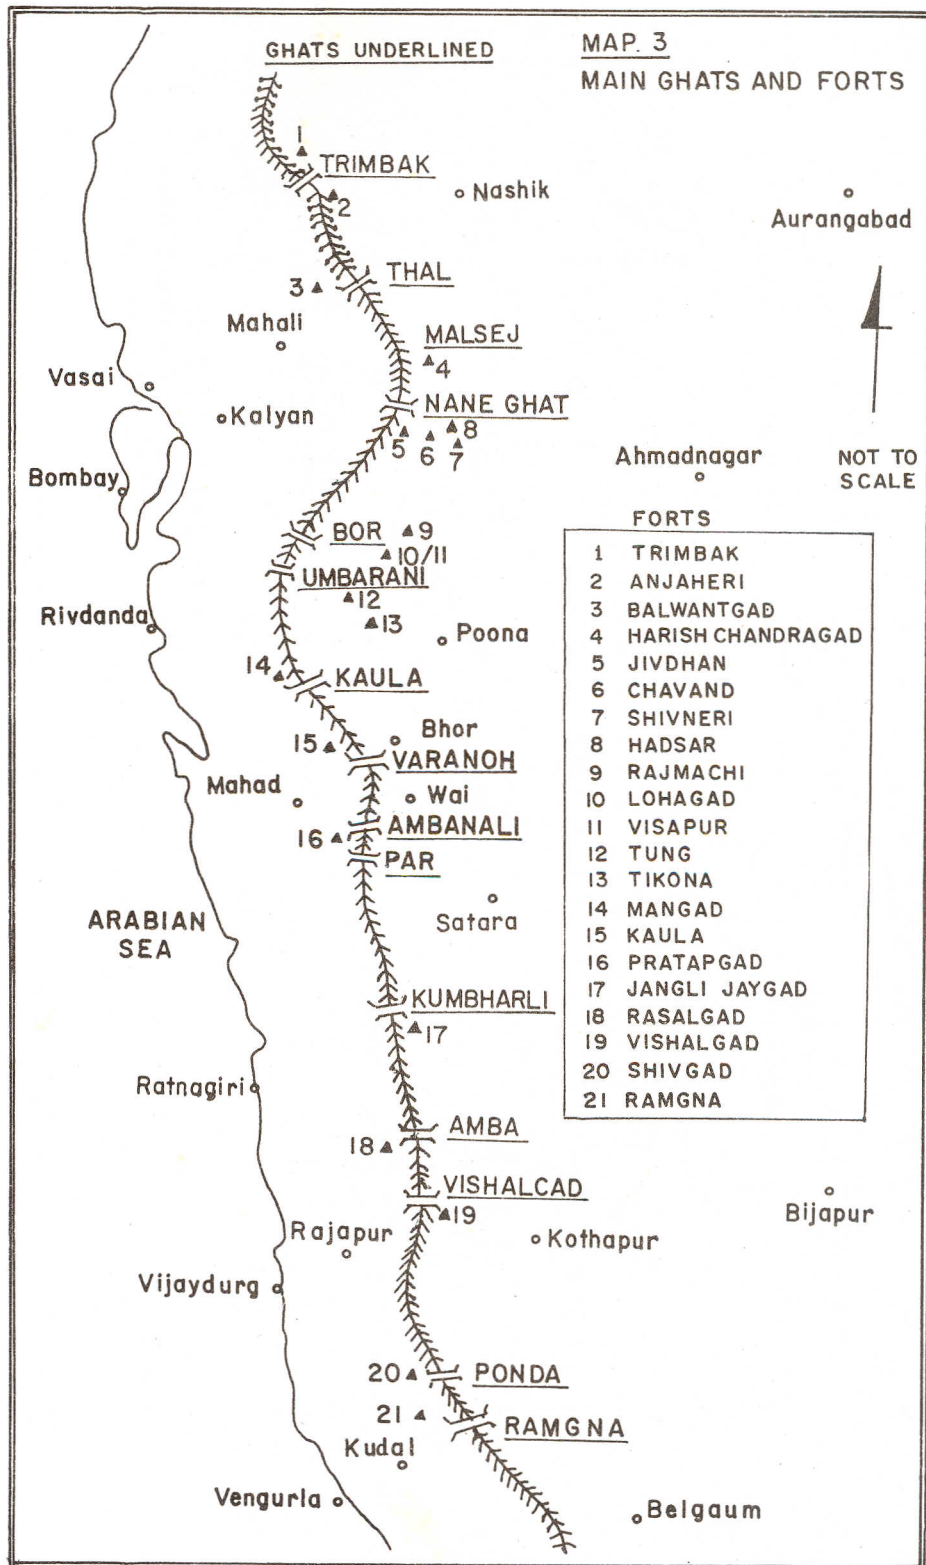 GHATS UNDERLINED
MAP. 3
MAIN GHATS AND FORTS
1
TRIMBAK
2
Nashik
Aurangabad
THAL
3
Mahali
MALSEJ
4
Vasai
Kalyan
NANE GHAT
5
6
8
7
Bombay
Ahmadnagar
NOT TO
SCALE
BOR
9
10/11
UMBARANI
12
13
Rivdanda
Poona
14
KAULA
Bhor
15
VARANOH
Mahad
Wai
16
AMBANALI
PAR
Satara
ARABIAN
SEA
KUMBHARLI
17
Ratnagiri
AMBA
18
VISHALCAD
19
Bijapur
Rajapur
Kothapur
Vijaydurg
20
PONDA
21
RAMGNA
Kudal
Vengurla
Belgaum
FORTS
1 TRIMBAK
2 ANJAHERI
3 BALWANTGAD
4 HARISH CHANDRAGAD
5 JIVDHAN
6 CHAVAND
7 SHIVNERI
8 HADSAR
9 RAJMACHI
10 LOHAGAD
11 VISAPUR
12 TUNG
13 TIKONA
14 MANGAD
15 KAULA
16 PRATAPGAD
17 JANGLI JAYGAD
18 RASALGAD
19 VISHALGAD
20 SHIVGAD
21 RAMGNA